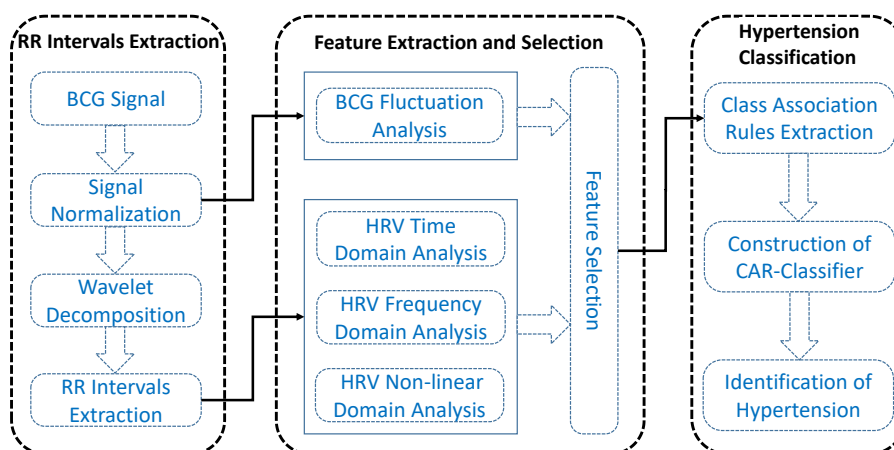 RR Intervals Extraction
BCG Signal
Signal
Normalization
Wavelet
Decomposition
RR Intervals
Extraction
Feature Extraction and Selection
BCG Fluctuation
Analysis
HRV Time
Domain Analysis
HRV Frequency
Domain Analysis
HRV Non-linear
Domain Analysis
Feature Selection
Hypertension
Classification
Class Association
Rules Extraction
Construction of
CAR-Classifier
Identification of
Hypertension